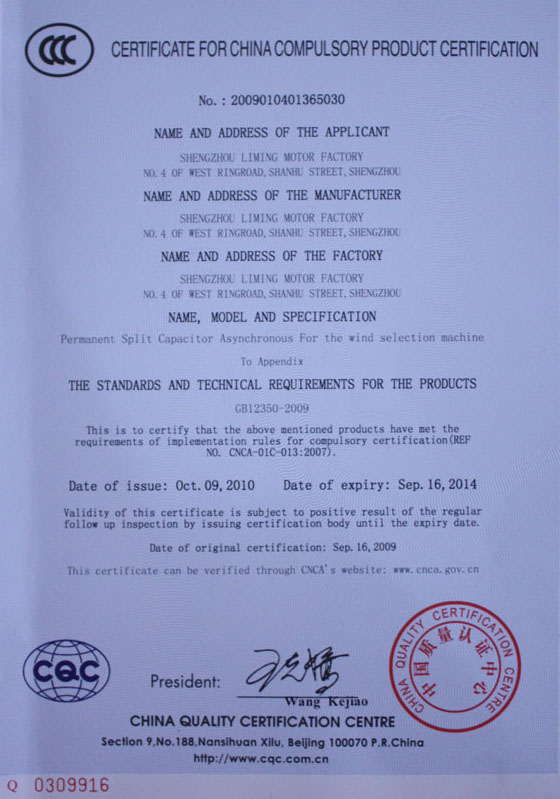 CCC
CERTIFICATE FOR CHINA COMPULSORY PRODUCT CERTIFICATION
No. : 2009010401365030
NAME AND ADDRESS OF THE APPLICANT
SHENGZHOU LIMING MOTOR FACTORY
NO. 4 OF WEST RINGROAD, SHANHU STREET, SHENGZHOU
NAME AND ADDRESS OF THE MANUFACTURER
SHENGZHOU LIMING MOTOR FACTORY
NO. 4 OF WEST RINGROAD, SHANHU STREET, SHENGZHOU
NAME AND ADDRESS OF THE FACTORY
SHENGZHOU LIMING MOTOR FACTORY
NO. 4 OF WEST RINGROAD, SHANHU STREET, SHENGZHOU
NAME, MODEL AND SPECIFICATION
Permanent Split Capacitor Asynchronous For the wind selection machine
To Appendix
THE STANDARDS AND TECHNICAL REQUIREMENTS FOR THE PRODUCTS
GB12350-2009
This is to certify that the above mentioned products have met the
requirements of implementation rules for compulsory certification(REF
NO. CNCA-01C-013:2007).
Date of issue: Oct. 09, 2010 Date of expiry: Sep. 16, 2014
Validity of this certificate is subject to positive result of the regular
follow up inspection by issuing certification body until the expiry date.
Date of original certification: Sep. 16, 2009
This certificate can be verified through CNCA's website: www.cnca.gov.cn
CQC
President:
Wang Kejiao
CHINA QUALITY CERTIFICATION CENTRE
中国质量认证中心
CHINA QUALITY CERTIFICATION CENTRE
Section 9, No.188, Nansihuan Xilu, Beijing 100070 P.R.China
http://www.cqc.com.cn
Q 0309916